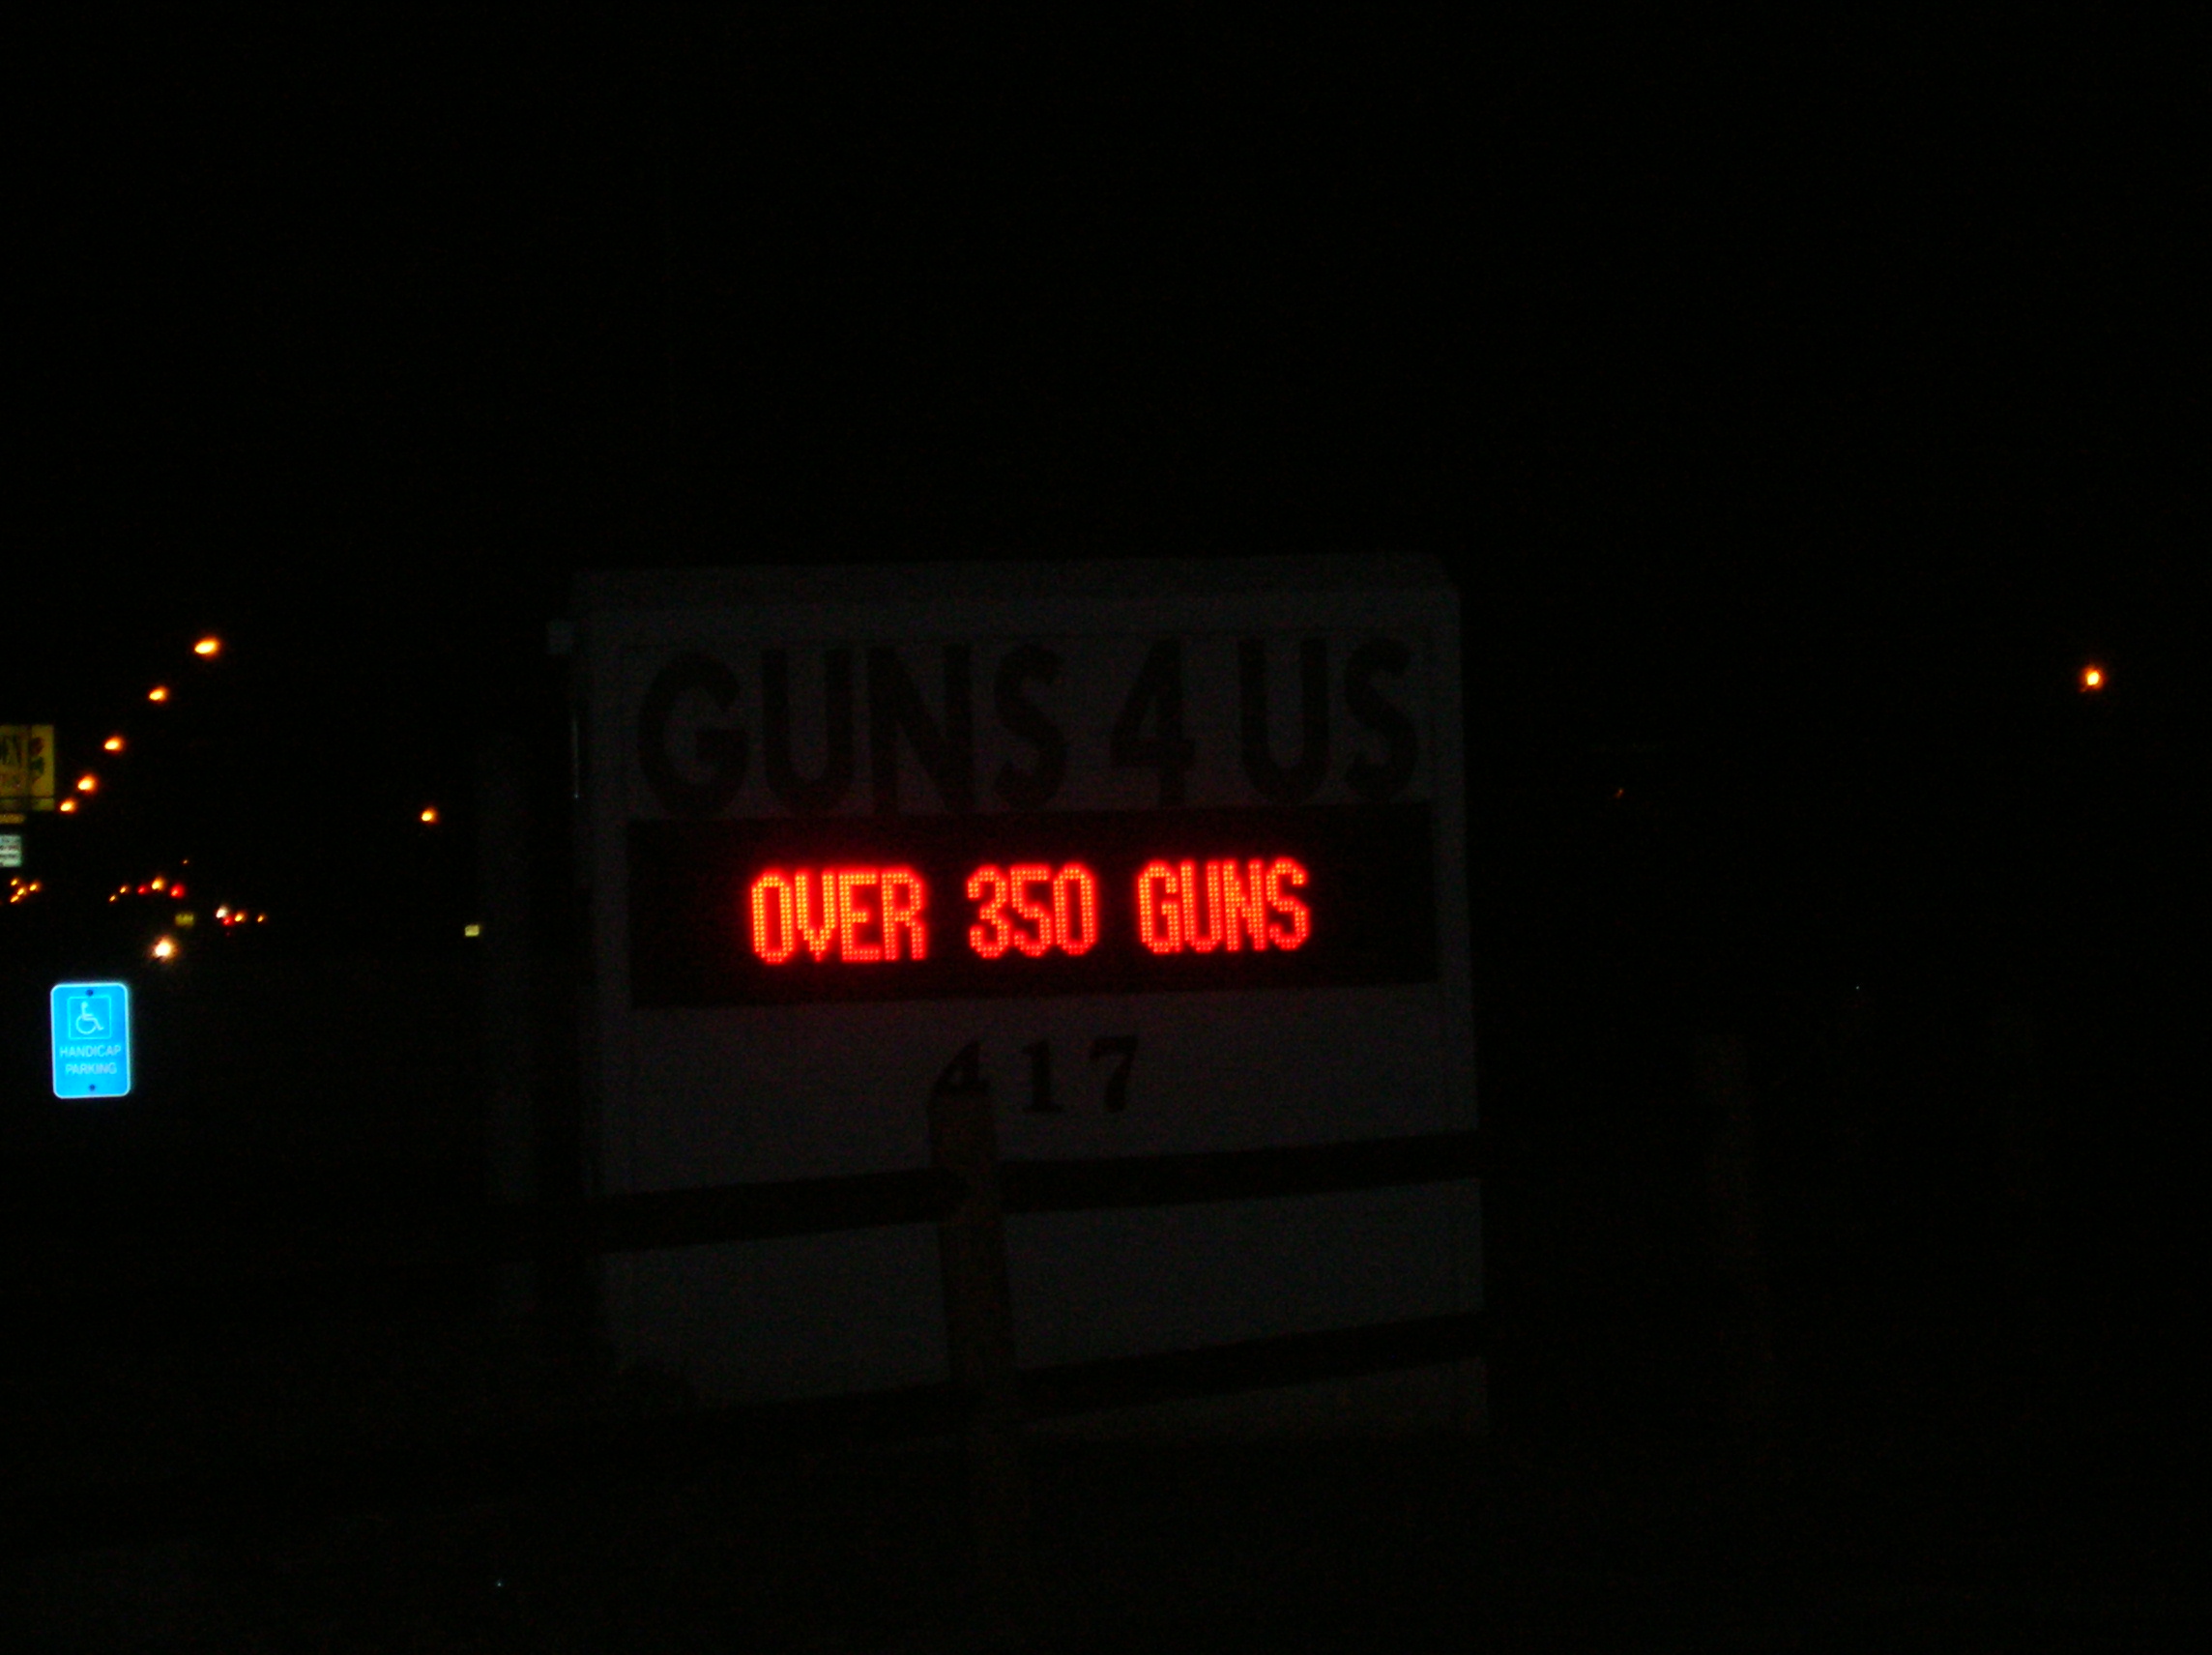 GUNS 4 US
OVER 350 GUNS
417
HANDICAP
PARKING